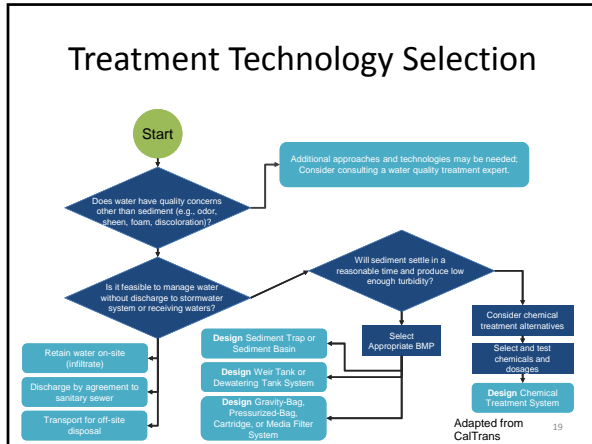 Treatment Technology Selection
Start
Additional approaches and technologies may be needed;
Consider consulting a water quality treatment expert.
Does water have quality concerns
other than sediment (e.g., odor,
sheen, foam, discoloration)?
Will sediment settle in a
reasonable time and produce low
enough turbidity?
Is it feasible to manage water
without discharge to stormwater
system or receiving waters?
Consider chemical
treatment alternatives
Select
Appropriate BMP
Select and test
chemicals and
dosages
Retain water on-site
(infiltrate)
Discharge by agreement to
sanitary sewer
Transport for off-site
disposal
Design Sediment Trap or
Sediment Basin
Design Weir Tank or
Dewatering Tank System
Design Gravity-Bag,
Pressurized-Bag,
Cartridge, or Media Filter
System
Design Chemical
Treatment System
Adapted from
CalTrans
19